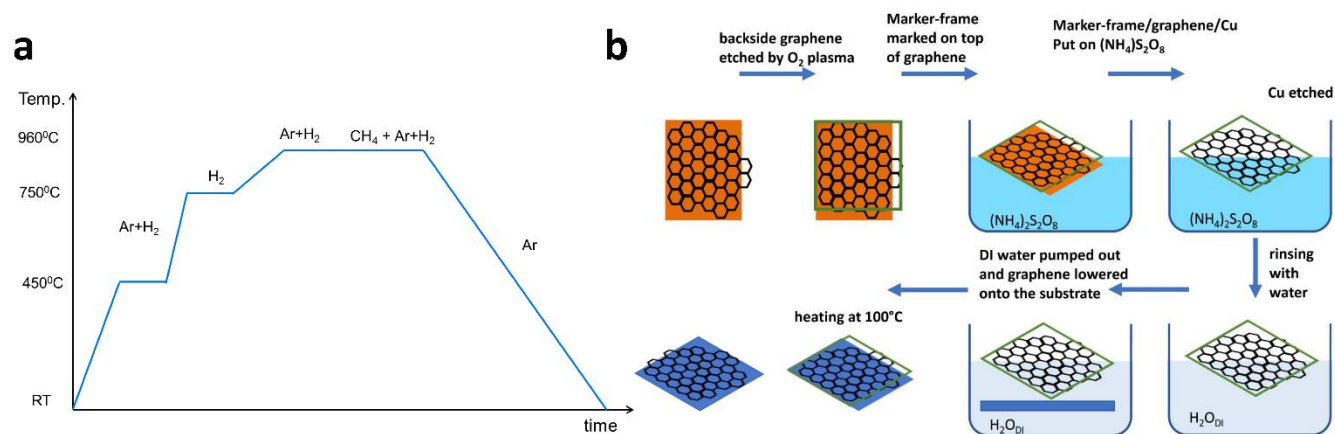 a
Temp.
960⁰C
750⁰C
450⁰C
RT
Ar+H₂
H₂
Ar+H₂
CH₄ + Ar+H₂
Ar
time
b
backside graphene
etched by O₂ plasma
Marker-frame
marked on top
of graphene
Marker-frame/graphene/Cu
Put on (NH₄)S₂O₈
Cu etched
(NH₄)₂S₂O₈
(NH₄)₂S₂O₈
rinsing
with
water
DI water pumped out
and graphene lowered
onto the substrate
heating at 100°C
H₂O_DI
H₂O_DI